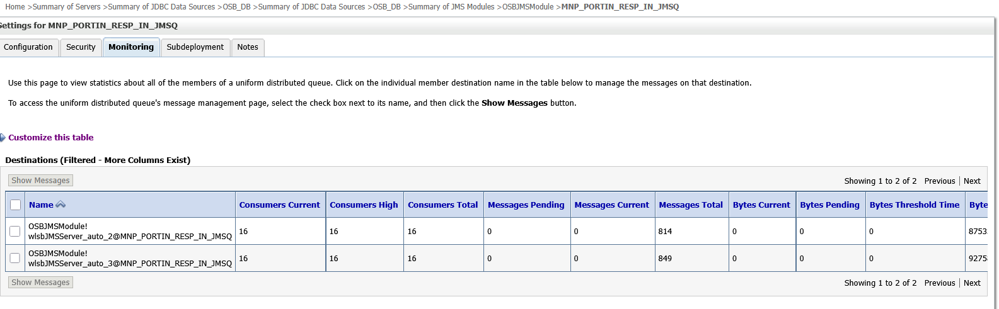 Home >Summary of Servers >Summary of JDBC Data Sources >OSB_DB >Summary of JDBC Data Sources >OSB_DB >Summary of JMS Modules >OSBJMSModule >MNP_PORTIN_RESP_IN_JMSQ
Settings for MNP_PORTIN_RESP_IN_JMSQ
Configuration Security Monitoring Subdeployment Notes
Use this page to view statistics about all of the members of a uniform distributed queue. Click on the individual member destination name in the table below to manage the messages on that destination.
To access the uniform distributed queue's message management page, select the check box next to its name, and then click the Show Messages button.
Customize this table
Destinations (Filtered - More Columns Exist)
Show Messages Showing 1 to 2 of 2 Previous | Next
Name Consumers Current Consumers High Consumers Total Messages Pending Messages Current Messages Total Bytes Current Bytes Pending Bytes Threshold Time Byte
OSBJMSModule!
wlsbJMSServer_auto_2@MNP_PORTIN_RESP_IN_JMSQ 16 16 16 0 0 814 0 0 0 8753
OSBJMSModule!
wlsbJMSServer_auto_3@MNP_PORTIN_RESP_IN_JMSQ 16 16 16 0 0 849 0 0 0 9275
Show Messages Showing 1 to 2 of 2 Previous | Next